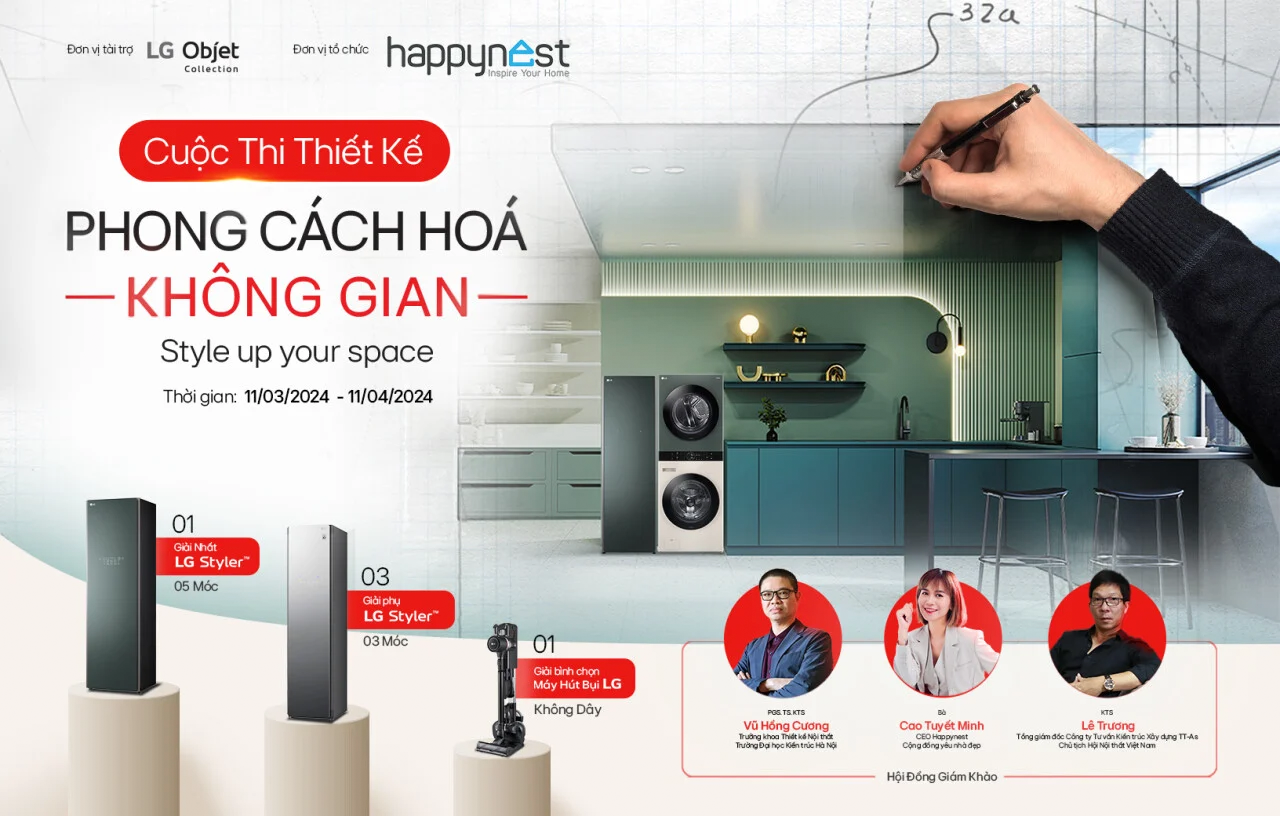 Đơn vị tài trợ
LG Objet
Collection
Đơn vị tổ chức
happynest
Inspire Your Home
32a
Cuộc Thi Thiết Kế
PHONG CÁCH HOÁ
KHÔNG GIAN
Style up your space
Thời gian: 11/03/2024 - 11/04/2024
01
Giải Nhất
LG Styler™
05 Móc
03
Giải phụ
LG Styler™
03 Móc
01
Giải bình chọn
Máy Hút Bụi LG
Không Dây
PGS. TS. KTS
Vũ Hồng Cương
Trưởng khoa Thiết kế Nội thất
Trường Đại học Kiến trúc Hà Nội
Bà
Cao Tuyết Minh
CEO Happynest
Cộng đồng yêu nhà đẹp
KTS
Lê Trương
Tổng giám đốc Công ty Tư vấn Kiến trúc Xây dựng TT-As
Chủ tịch Hội Nội thất Việt Nam
Hội Đồng Giám Khảo